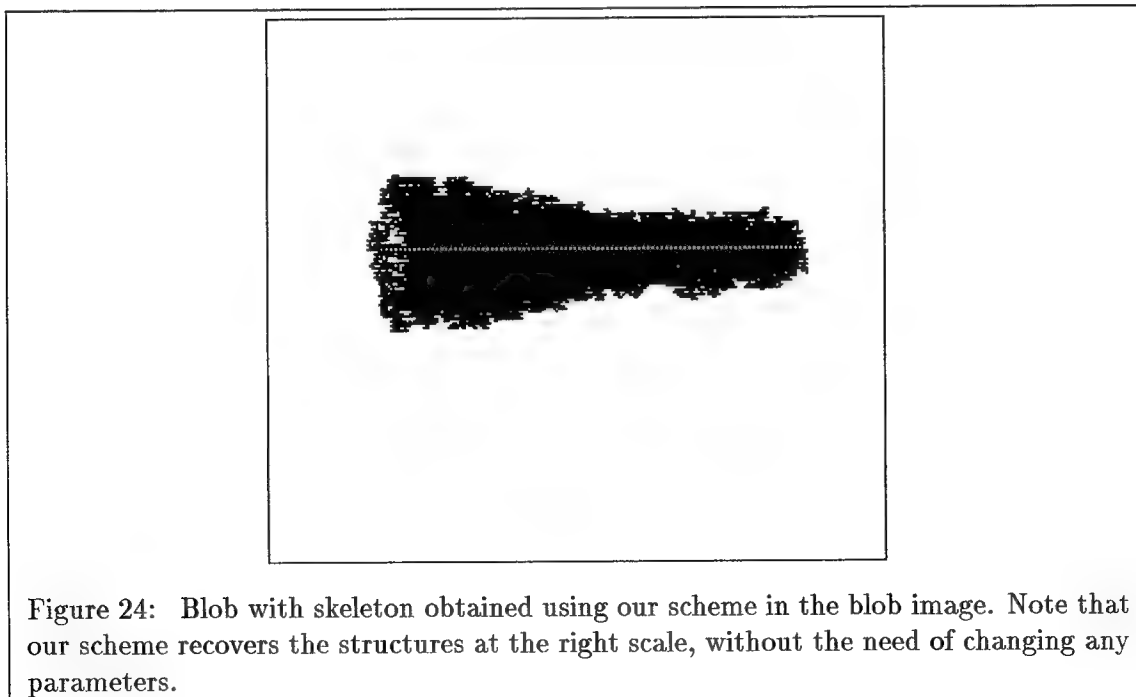 Figure 24: Blob with skeleton obtained using our scheme in the blob image. Note that
our scheme recovers the structures at the right scale, without the need of changing any
parameters.